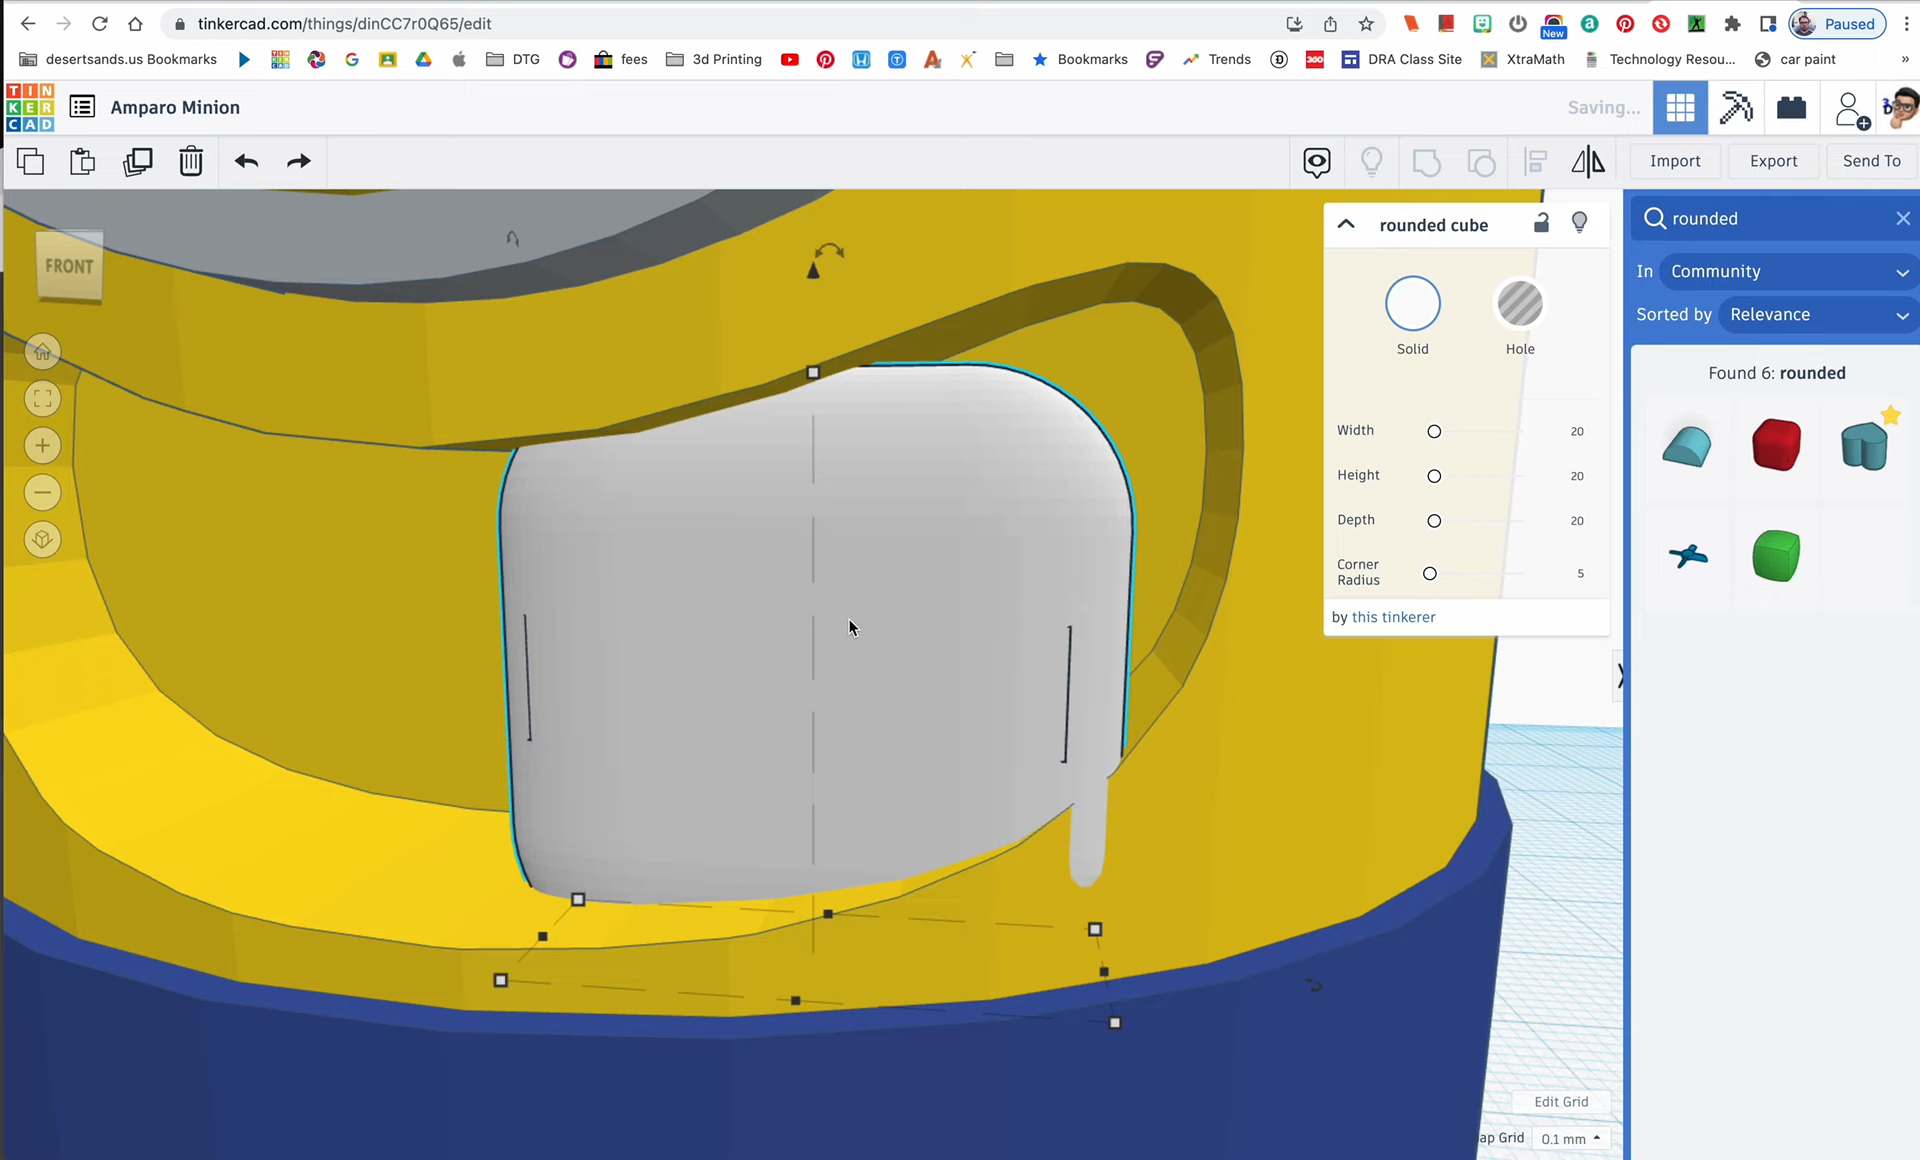 tinkercad.com/things/dinCC7r0Q65/edit
New
Paused
desertsands.us Bookmarks
DTG
fees
3d Printing
Bookmarks
Trends
DRA Class Site
XtraMath
Technology Resou...
car paint
»
TIN
KER
CAD
Amparo Minion
Saving...
Import
Export
Send To
FRONT
rounded cube
Solid
Hole
Width
20
Height
20
Depth
20
Corner Radius
5
by this tinkerer
rounded
In
Community
Sorted by
Relevance
Found 6: rounded
Edit Grid
ap Grid
0.1 mm